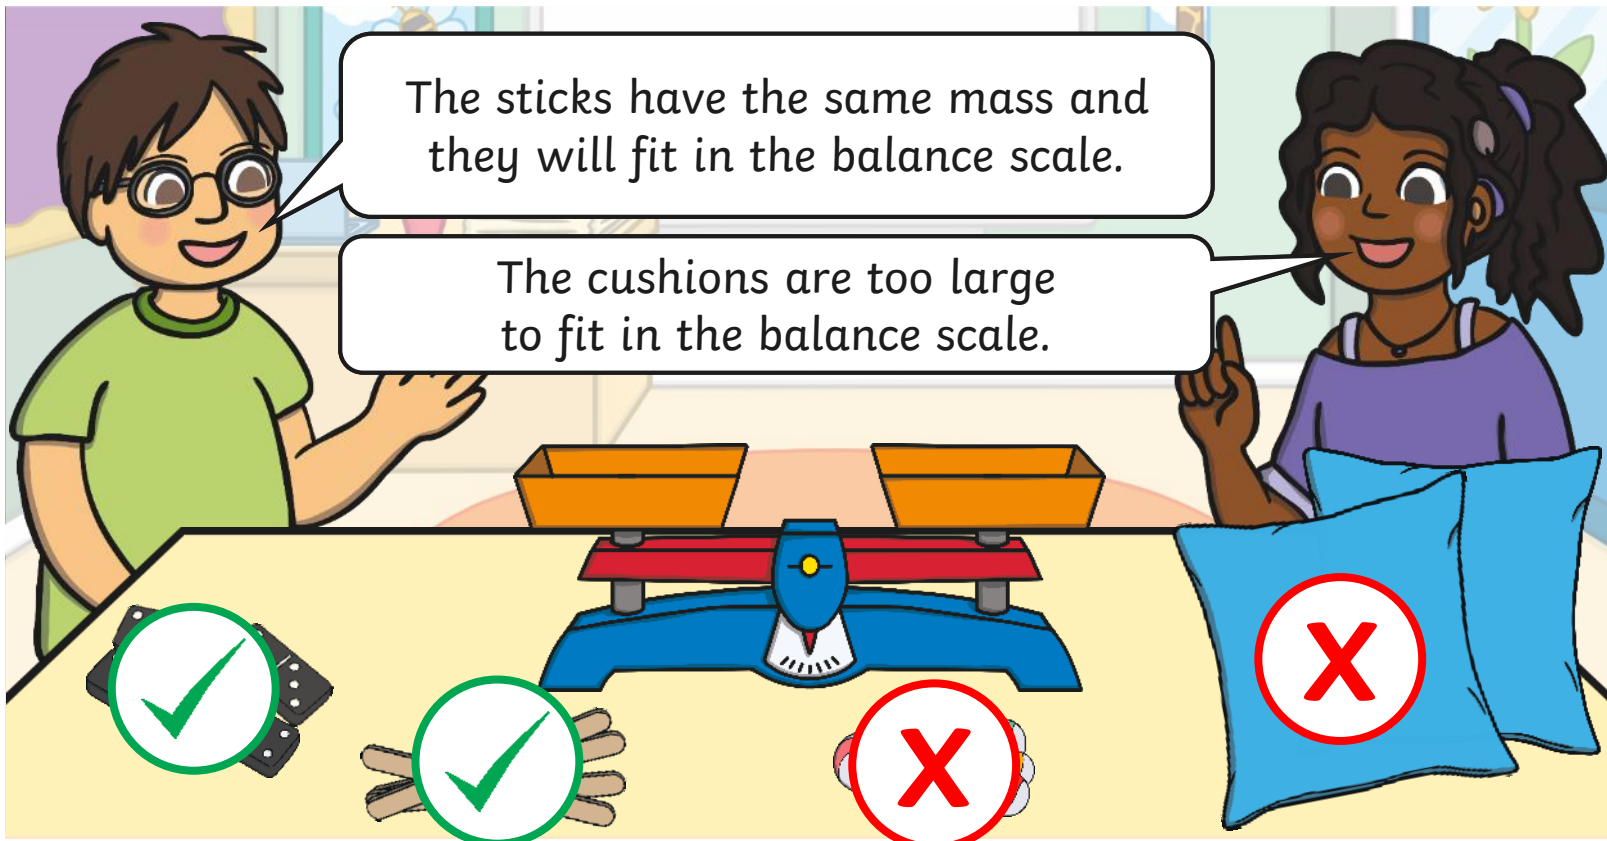 The sticks have the same mass and
they will fit in the balance scale.
The cushions are too large
to fit in the balance scale.